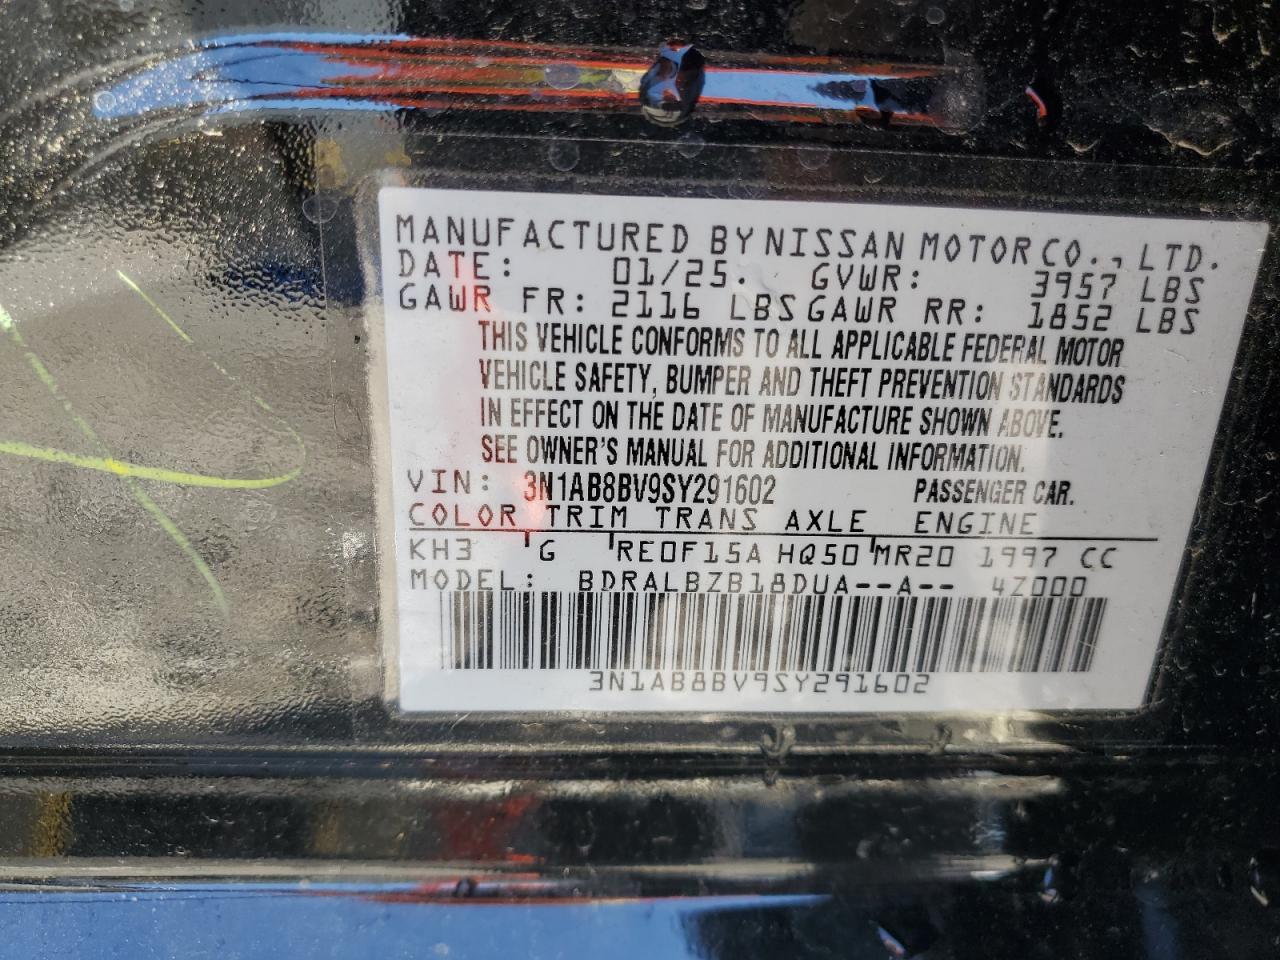 MANUFACTURED BY NISSAN MOTOR CO., LTD.
DATE: 01/25. GVWR: 3957 LBS
GAWR FR: 2116 LBS GAWR RR: 1852 LBS
THIS VEHICLE CONFORMS TO ALL APPLICABLE FEDERAL MOTOR
VEHICLE SAFETY, BUMPER AND THEFT PREVENTION STANDARDS
IN EFFECT ON THE DATE OF MANUFACTURE SHOWN ABOVE.
SEE OWNER'S MANUAL FOR ADDITIONAL INFORMATION.
VIN: 3N1AB8BV9SY291602 PASSENGER CAR.
COLOR TRIM TRANS AXLE ENGINE
KH3 G RE0F15A HQ50 MR20 1997 CC
MODEL: BDRALBZB18DUA--A-- 4Z000
3N1AB8BV9SY291602